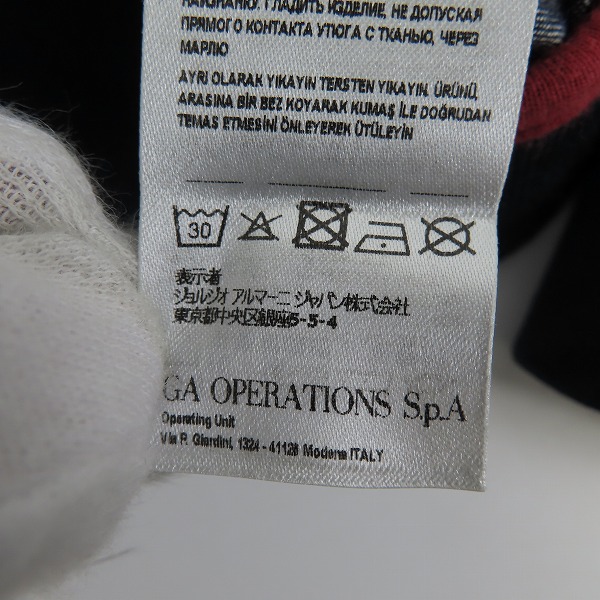 НАИЗНАНКУ. ГЛАДИТЬ ИЗДЕЛИЕ, НЕ ДОПУСКАЯ
ПРЯМОГО КОНТАКТА УТЮГА С ТКАНЬЮ, ЧЕРЕЗ
МАРЛЮ
AYRI OLARAK YIKAYIN TERSTEN YIKAYIN. ÜRÜNÜ,
ARASINA BİR BEZ KOYARAK KUMAŞ İLE DOĞRUDAN
TEMAS ETMESİNİ ÖNLEYEREK ÜTÜLEYİN
30
表示者
ジョルジオ アルマーニ ジャパン株式会社
東京都中央区銀座5-5-4
GA OPERATIONS S.p.A
Operating Unit
Via P. Giardini, 1324 - 41126 Modena ITALY